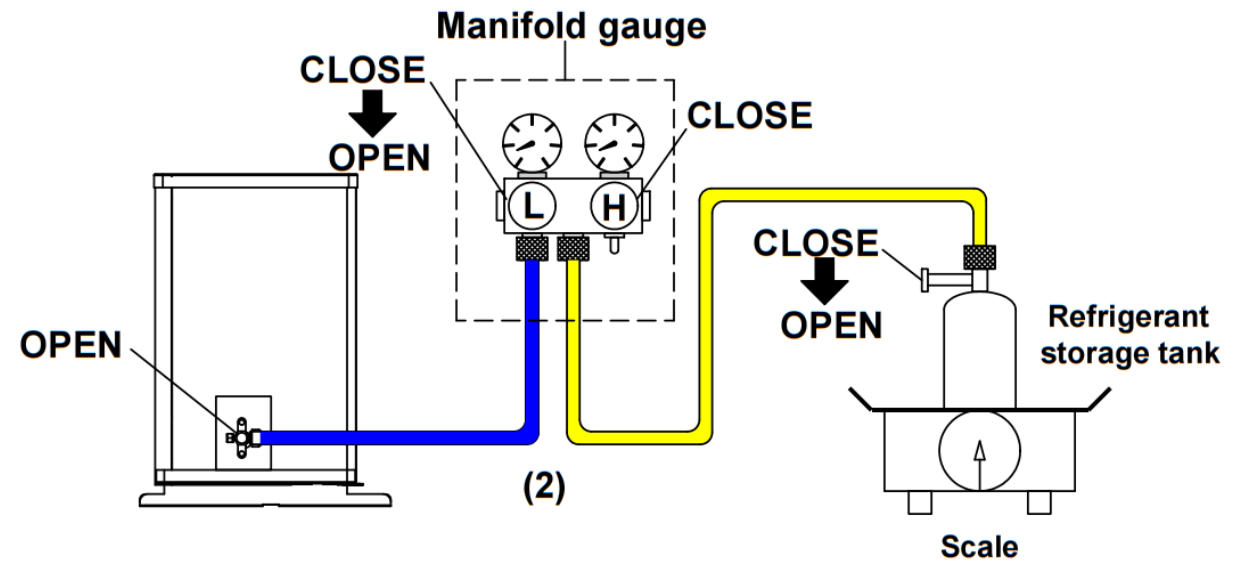 Manifold gauge
CLOSE
OPEN
CLOSE
L
H
CLOSE
OPEN
Refrigerant
storage tank
OPEN
(2)
Scale